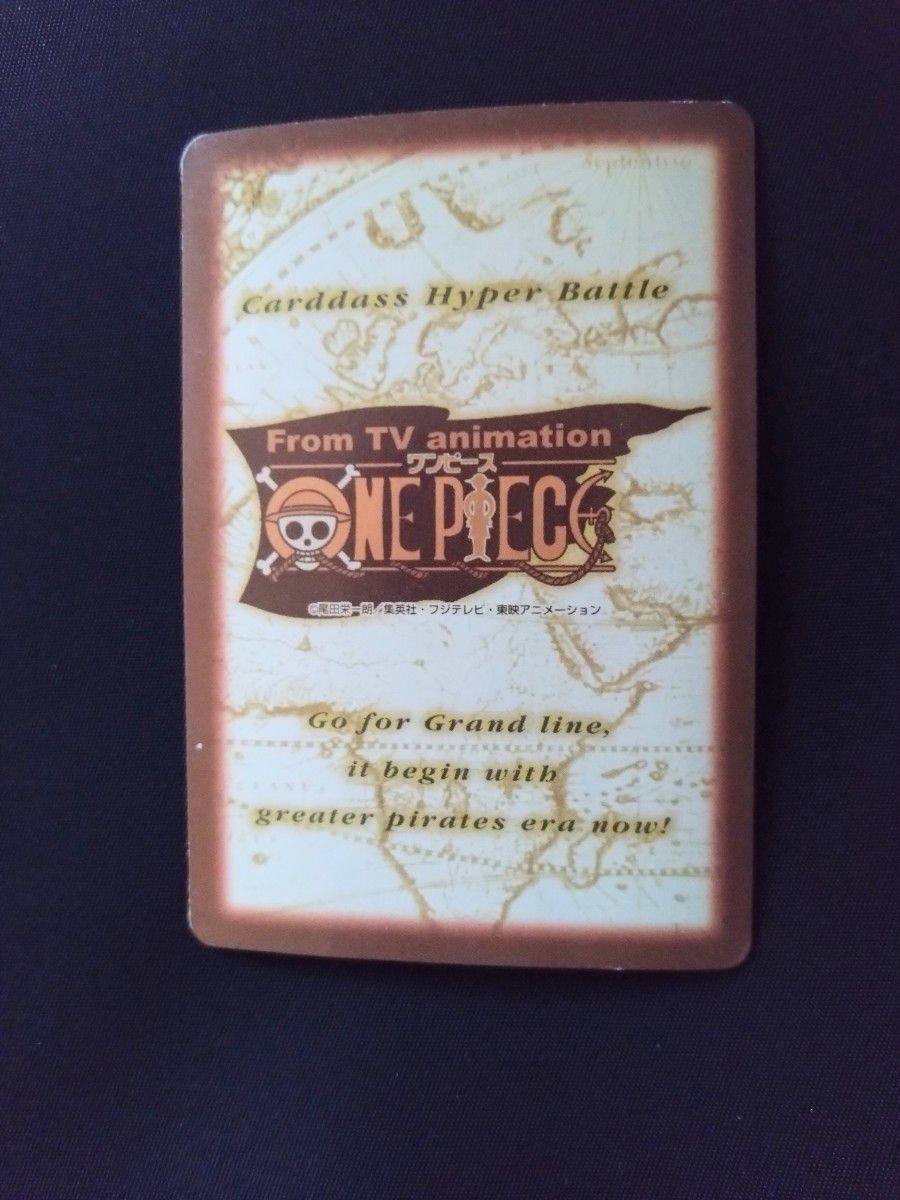 Septentrio
Carddass Hyper Battle
From TV animation
ワンピース
ONE PIECE
©尾田栄一郎／集英社・フジテレビ・東映アニメーション
Go for Grand line,
it begin with
greater pirates era now!